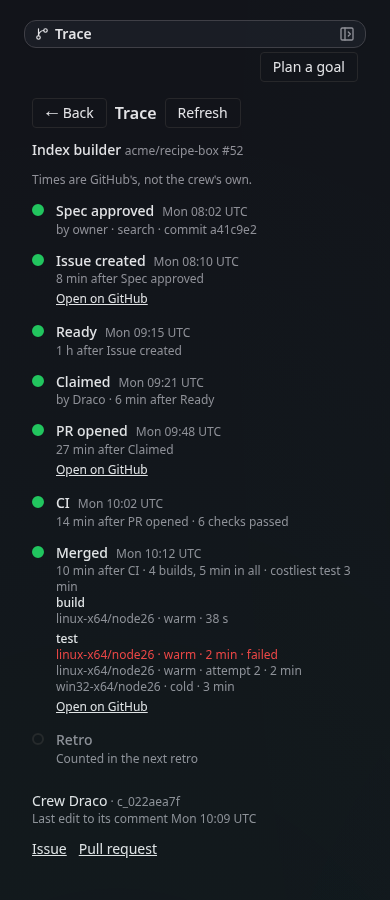 Trace
Plan a goal
← Back Trace Refresh
Index builder acme/recipe-box #52
Times are GitHub's, not the crew's own.
Spec approved Mon 08:02 UTC
by owner · search · commit a41c9e2
Issue created Mon 08:10 UTC
8 min after Spec approved
Open on GitHub
Ready Mon 09:15 UTC
1 h after Issue created
Claimed Mon 09:21 UTC
by Draco · 6 min after Ready
PR opened Mon 09:48 UTC
27 min after Claimed
Open on GitHub
CI Mon 10:02 UTC
14 min after PR opened · 6 checks passed
Merged Mon 10:12 UTC
10 min after CI · 4 builds, 5 min in all · costliest test 3
min
build
linux-x64/node26 · warm · 38 s
test
linux-x64/node26 · warm · 2 min · failed
linux-x64/node26 · warm · attempt 2 · 2 min
win32-x64/node26 · cold · 3 min
Open on GitHub
Retro
Counted in the next retro
Crew Draco · c_022aea7f
Last edit to its comment Mon 10:09 UTC
Issue Pull request